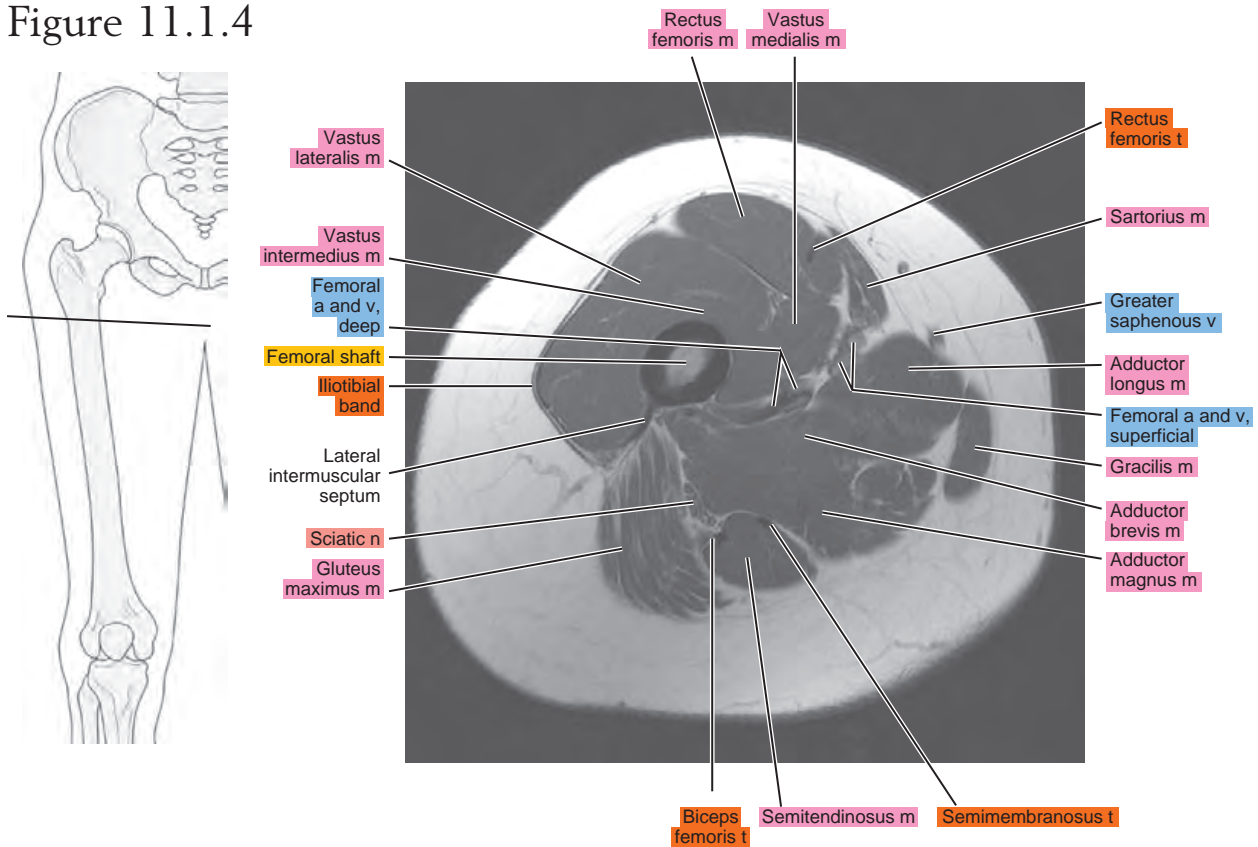 Figure 11.1.4
Rectus
femoris m
Vastus
medialis m
Vastus
lateralis m
Vastus
intermedius m
Femoral
a and v,
deep
Femoral shaft
Iliotibial
band
Lateral
intermuscular
septum
Sciatic n
Gluteus
maximus m
Rectus
femoris t
Sartorius m
Greater
saphenous v
Adductor
longus m
Femoral a and v,
superficial
Gracilis m
Adductor
brevis m
Adductor
magnus m
Biceps
femoris t
Semitendinosus m
Semimembranosus t